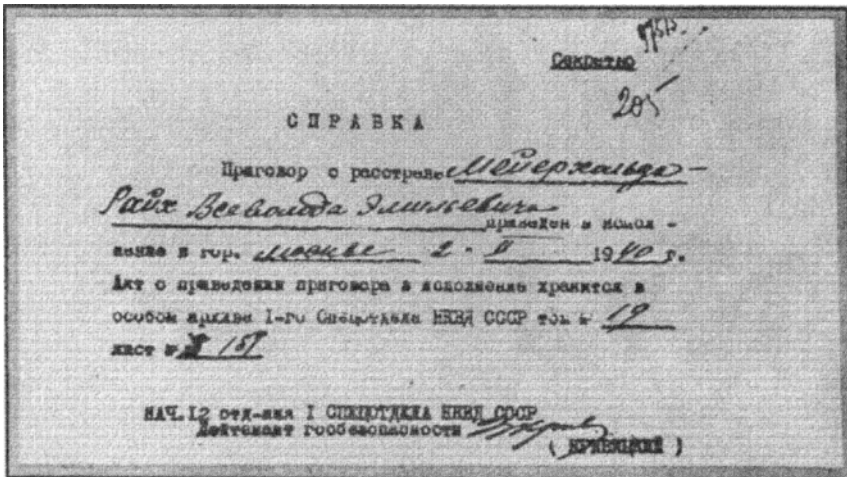 Секретно
205
СПРАВКА
Приговор о расстреле Мейерхольда-
Райх Всеволода Эмильевича
приведен в испол -
нение в гор. Москве 2 - II 1940 г.
Акт о приведении приговора в исполнение хранится в
особом архиве I-го Спецотдела НКВД СССР том № 19
лист № 151
НАЧ.12 отд-ния I СПЕЦОТДЕЛА НКВД СССР
Лейтенант госбезопасности
( КРИВИЦКИЙ )